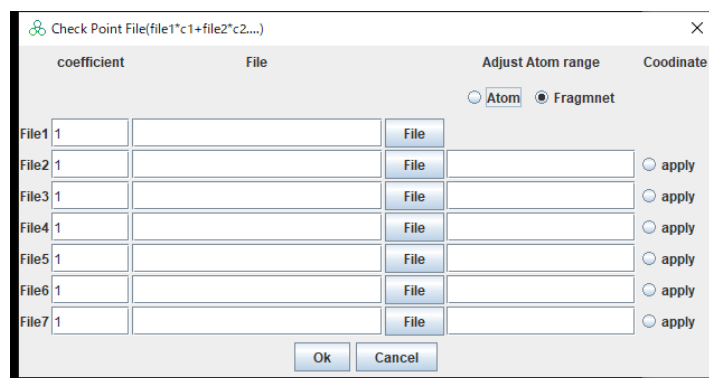 Check Point File(file1*c1+file2*c2....)
coefficient File Adjust Atom range Coodinate
Atom Fragmnet
File1 1 File
File2 1 File apply
File3 1 File apply
File4 1 File apply
File5 1 File apply
File6 1 File apply
File7 1 File apply
Ok Cancel